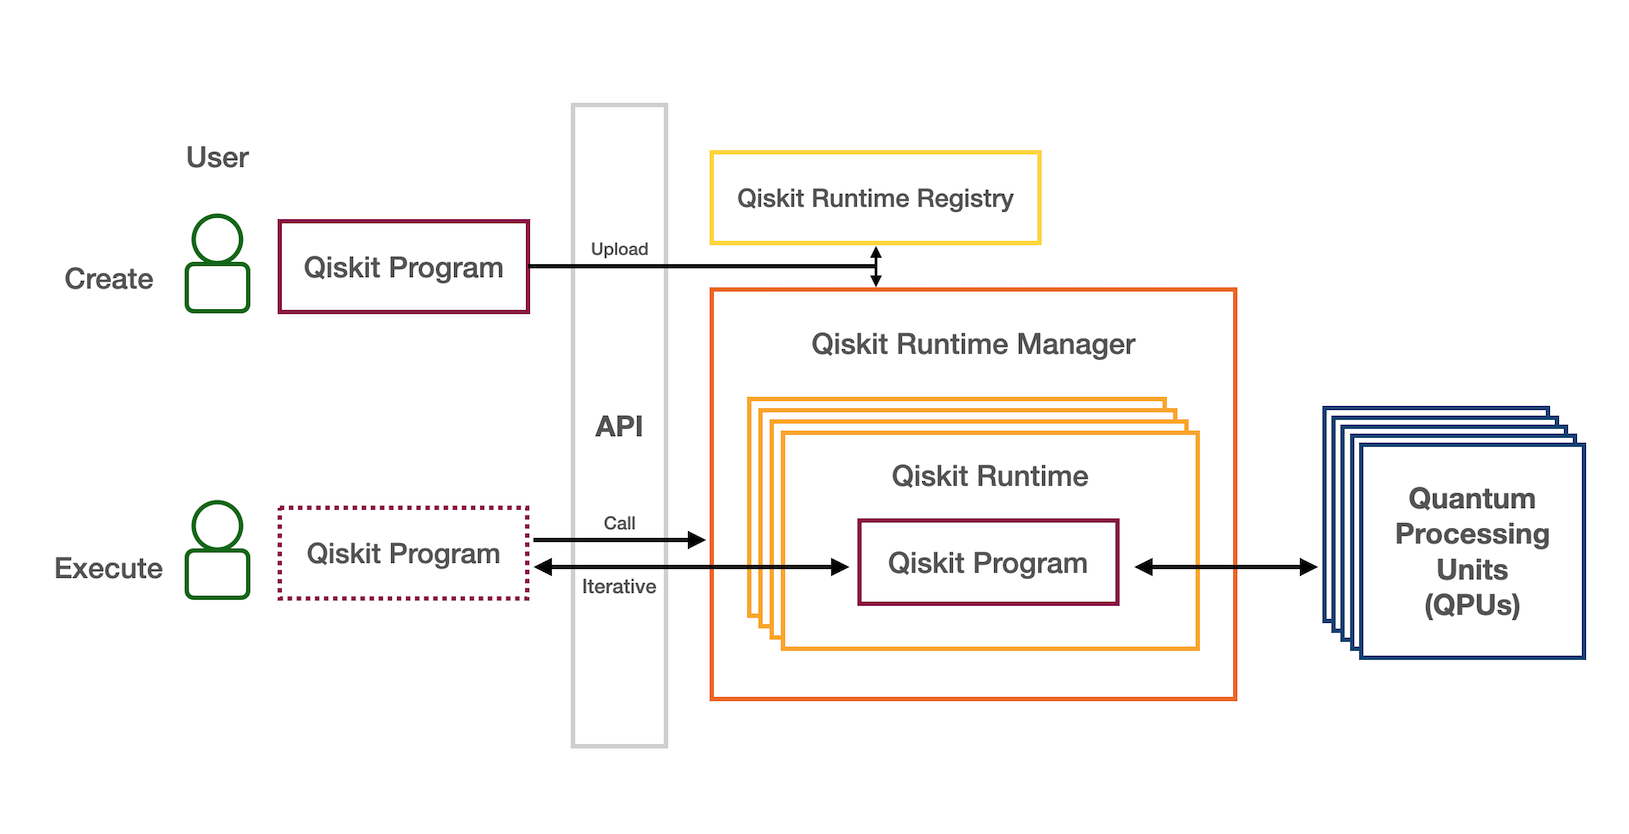 User
Create
Qiskit Program
Upload
Qiskit Runtime Registry
Qiskit Runtime Manager
API
Qiskit Runtime
Qiskit Program
Execute
Qiskit Program
Call
Iterative
Quantum
Processing
Units
(QPUs)